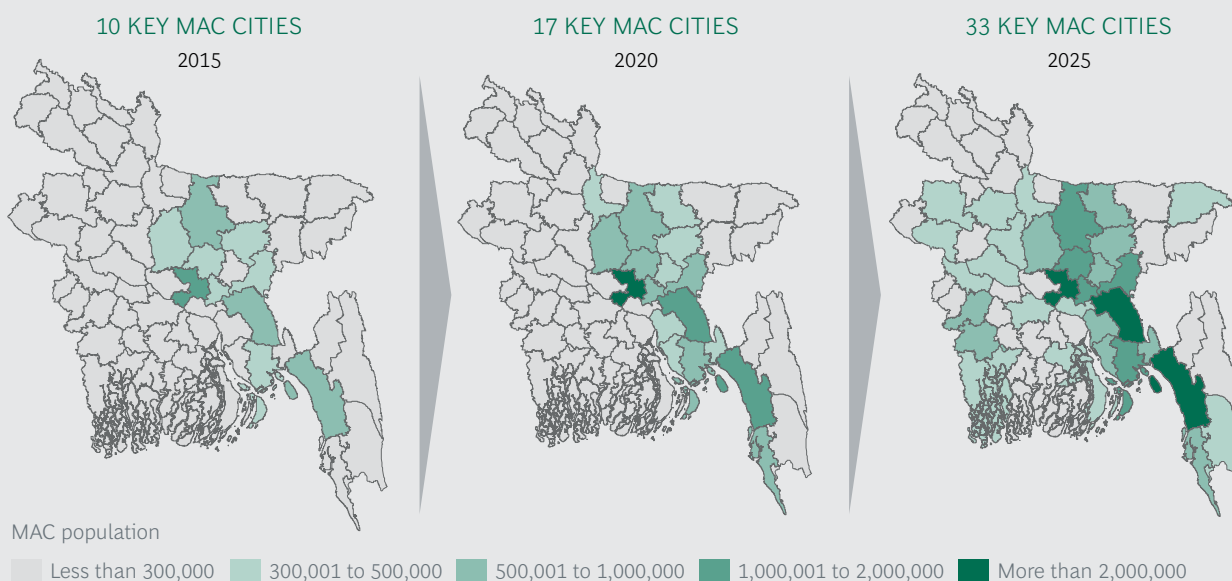 10 KEY MAC CITIES
2015
17 KEY MAC CITIES
2020
33 KEY MAC CITIES
2025
MAC population
Less than 300,000
300,001 to 500,000
500,001 to 1,000,000
1,000,001 to 2,000,000
More than 2,000,000